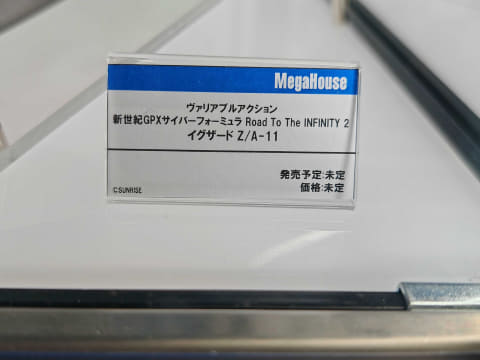 MegaHouse
ヴァリアブルアクション
新世紀GPXサイバーフォーミュラ Road To The INFINITY 2
イグザード Z/A-11
発売予定:未定
価格:未定
©SUNRISE